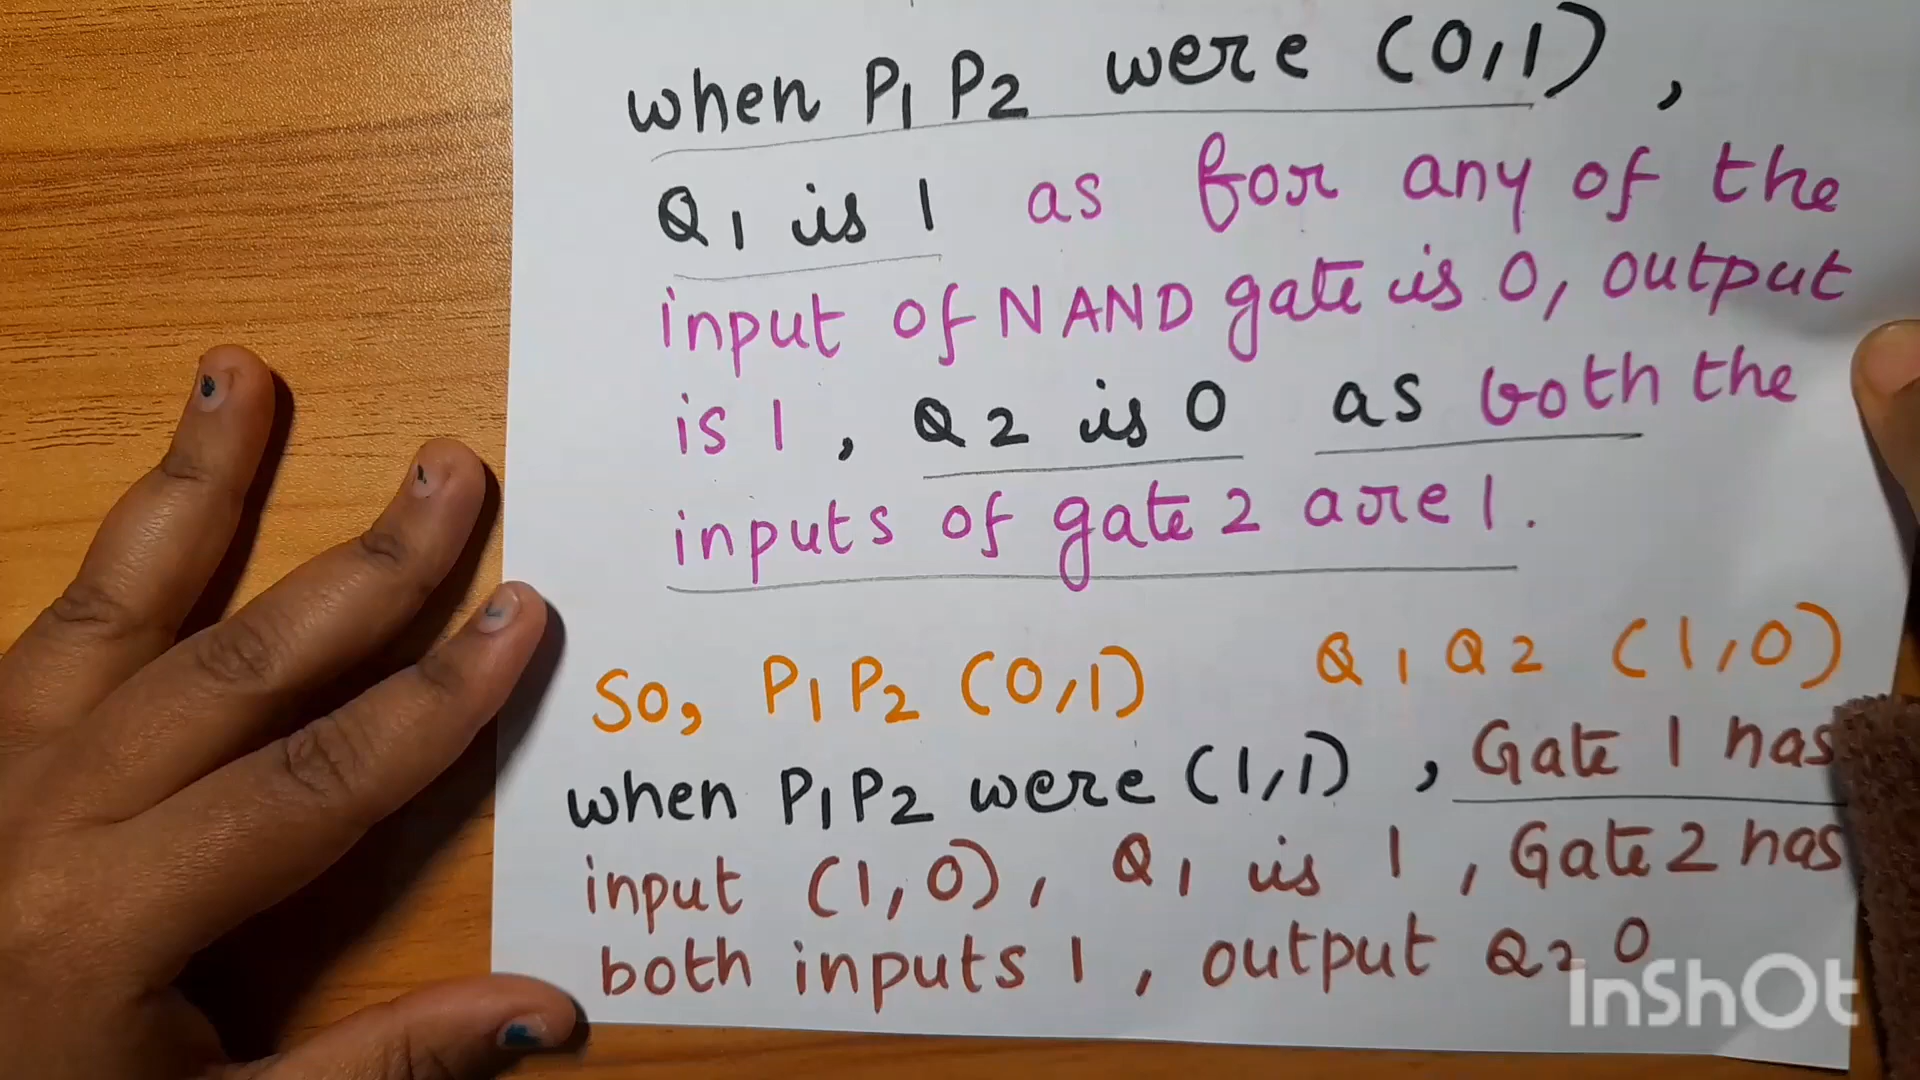 when P1 P2 were (0,1),
Q1 is 1 as for any of the
input of NAND gate is 0, output
is 1, Q2 is 0 as both the
inputs of gate 2 are 1.
So, P1 P2 (0,1) Q1 Q2 (1,0)
when P1 P2 were (1,1), Gate 1 has
input (1,0), Q1 is 1, Gate 2 has
both inputs 1, output Q2 0
InShOt